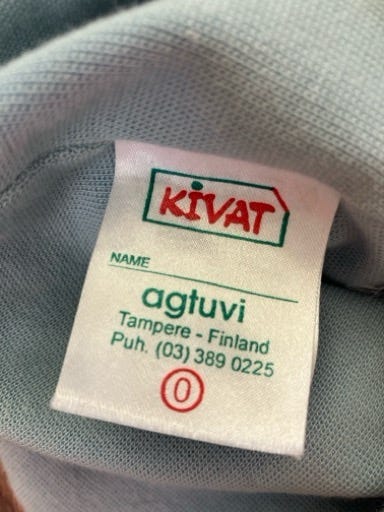 KiVAT
NAME
agtuvi
Tampere - Finland
Puh. (03) 389 0225
0